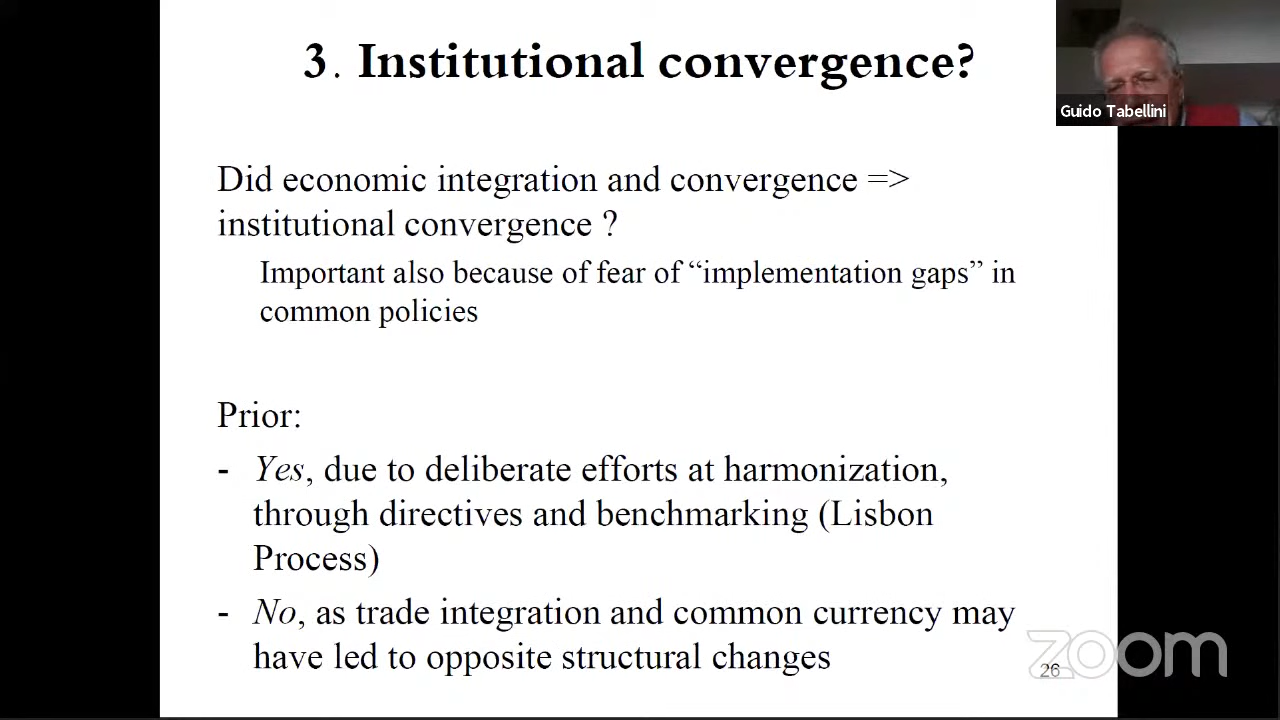 3. Institutional convergence?
Guido Tabellini
Did economic integration and convergence =>
institutional convergence ?
Important also because of fear of “implementation gaps” in
common policies
Prior:
- Yes, due to deliberate efforts at harmonization,
through directives and benchmarking (Lisbon
Process)
- No, as trade integration and common currency may
have led to opposite structural changes
26
zoom